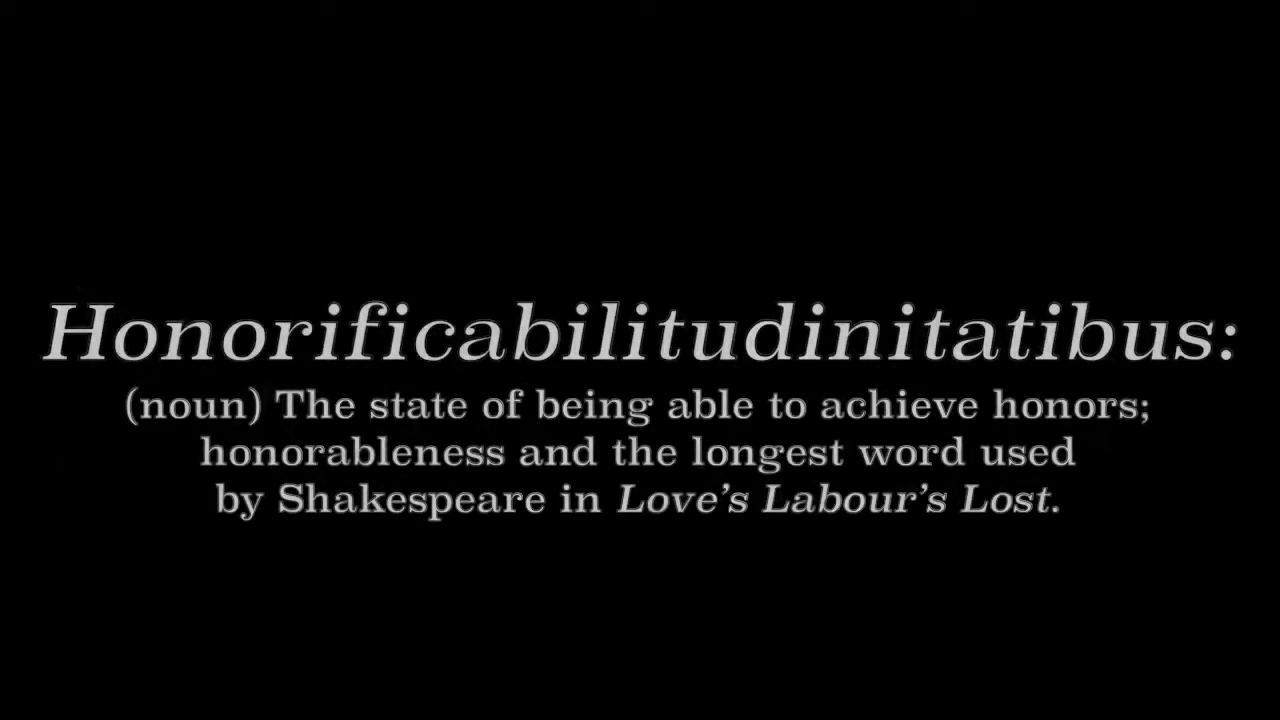 Honorificabilitudinitatibus:
(noun) The state of being able to achieve honors;
honorableness and the longest word used
by Shakespeare in Love’s Labour’s Lost.